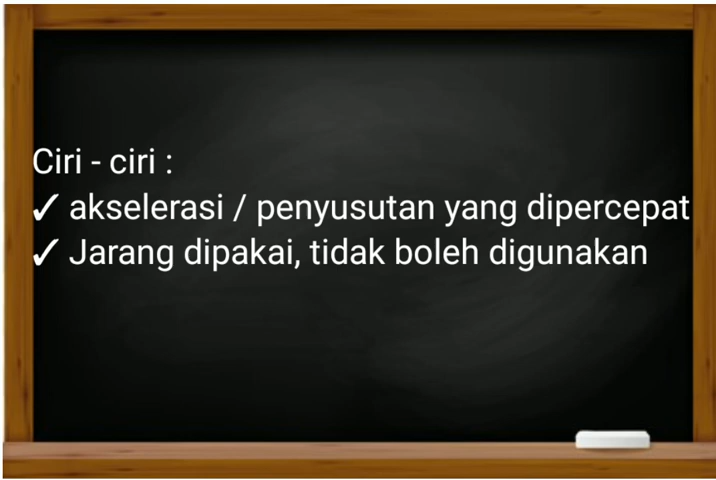 Ciri - ciri :
✓ akselerasi / penyusutan yang dipercepat
✓ Jarang dipakai, tidak boleh digunakan